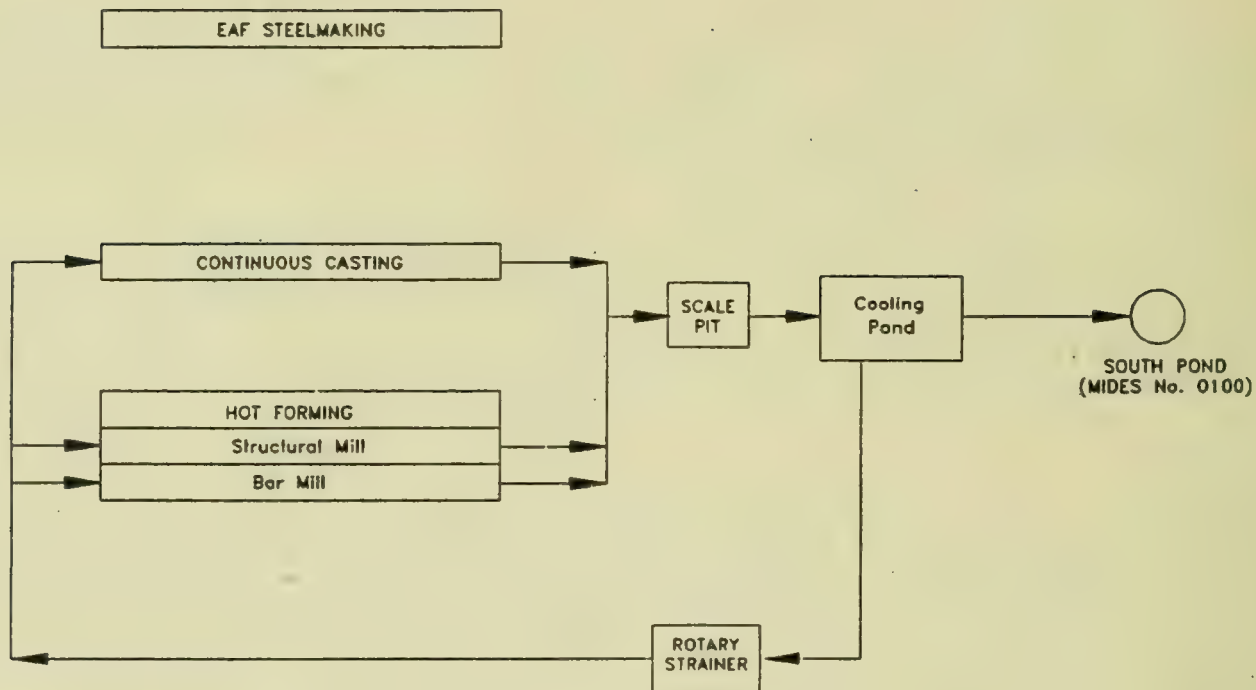 EAF STEELMAKING
CONTINUOUS CASTING
SCALE
PIT
Cooling
Pond
SOUTH POND
(MIDES No. 0100)
HOT FORMING
Structural Mill
Bar Mill
ROTARY
STRAINER